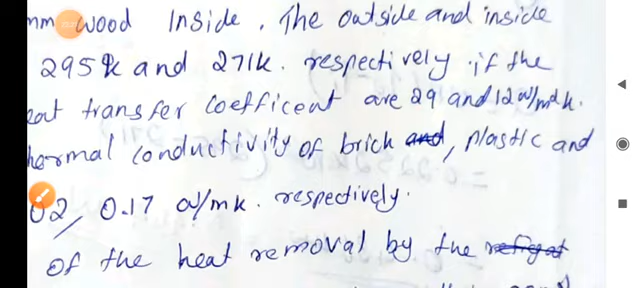 mm wood Inside. The outside and inside
295k and 271k. respectively. if the
eat transfer coefficent are 29 and 12 w/m²k.
hermal conductivity of brick and, plastic and
02, 0.17 w/mk. respectively.
of the heat removal by the